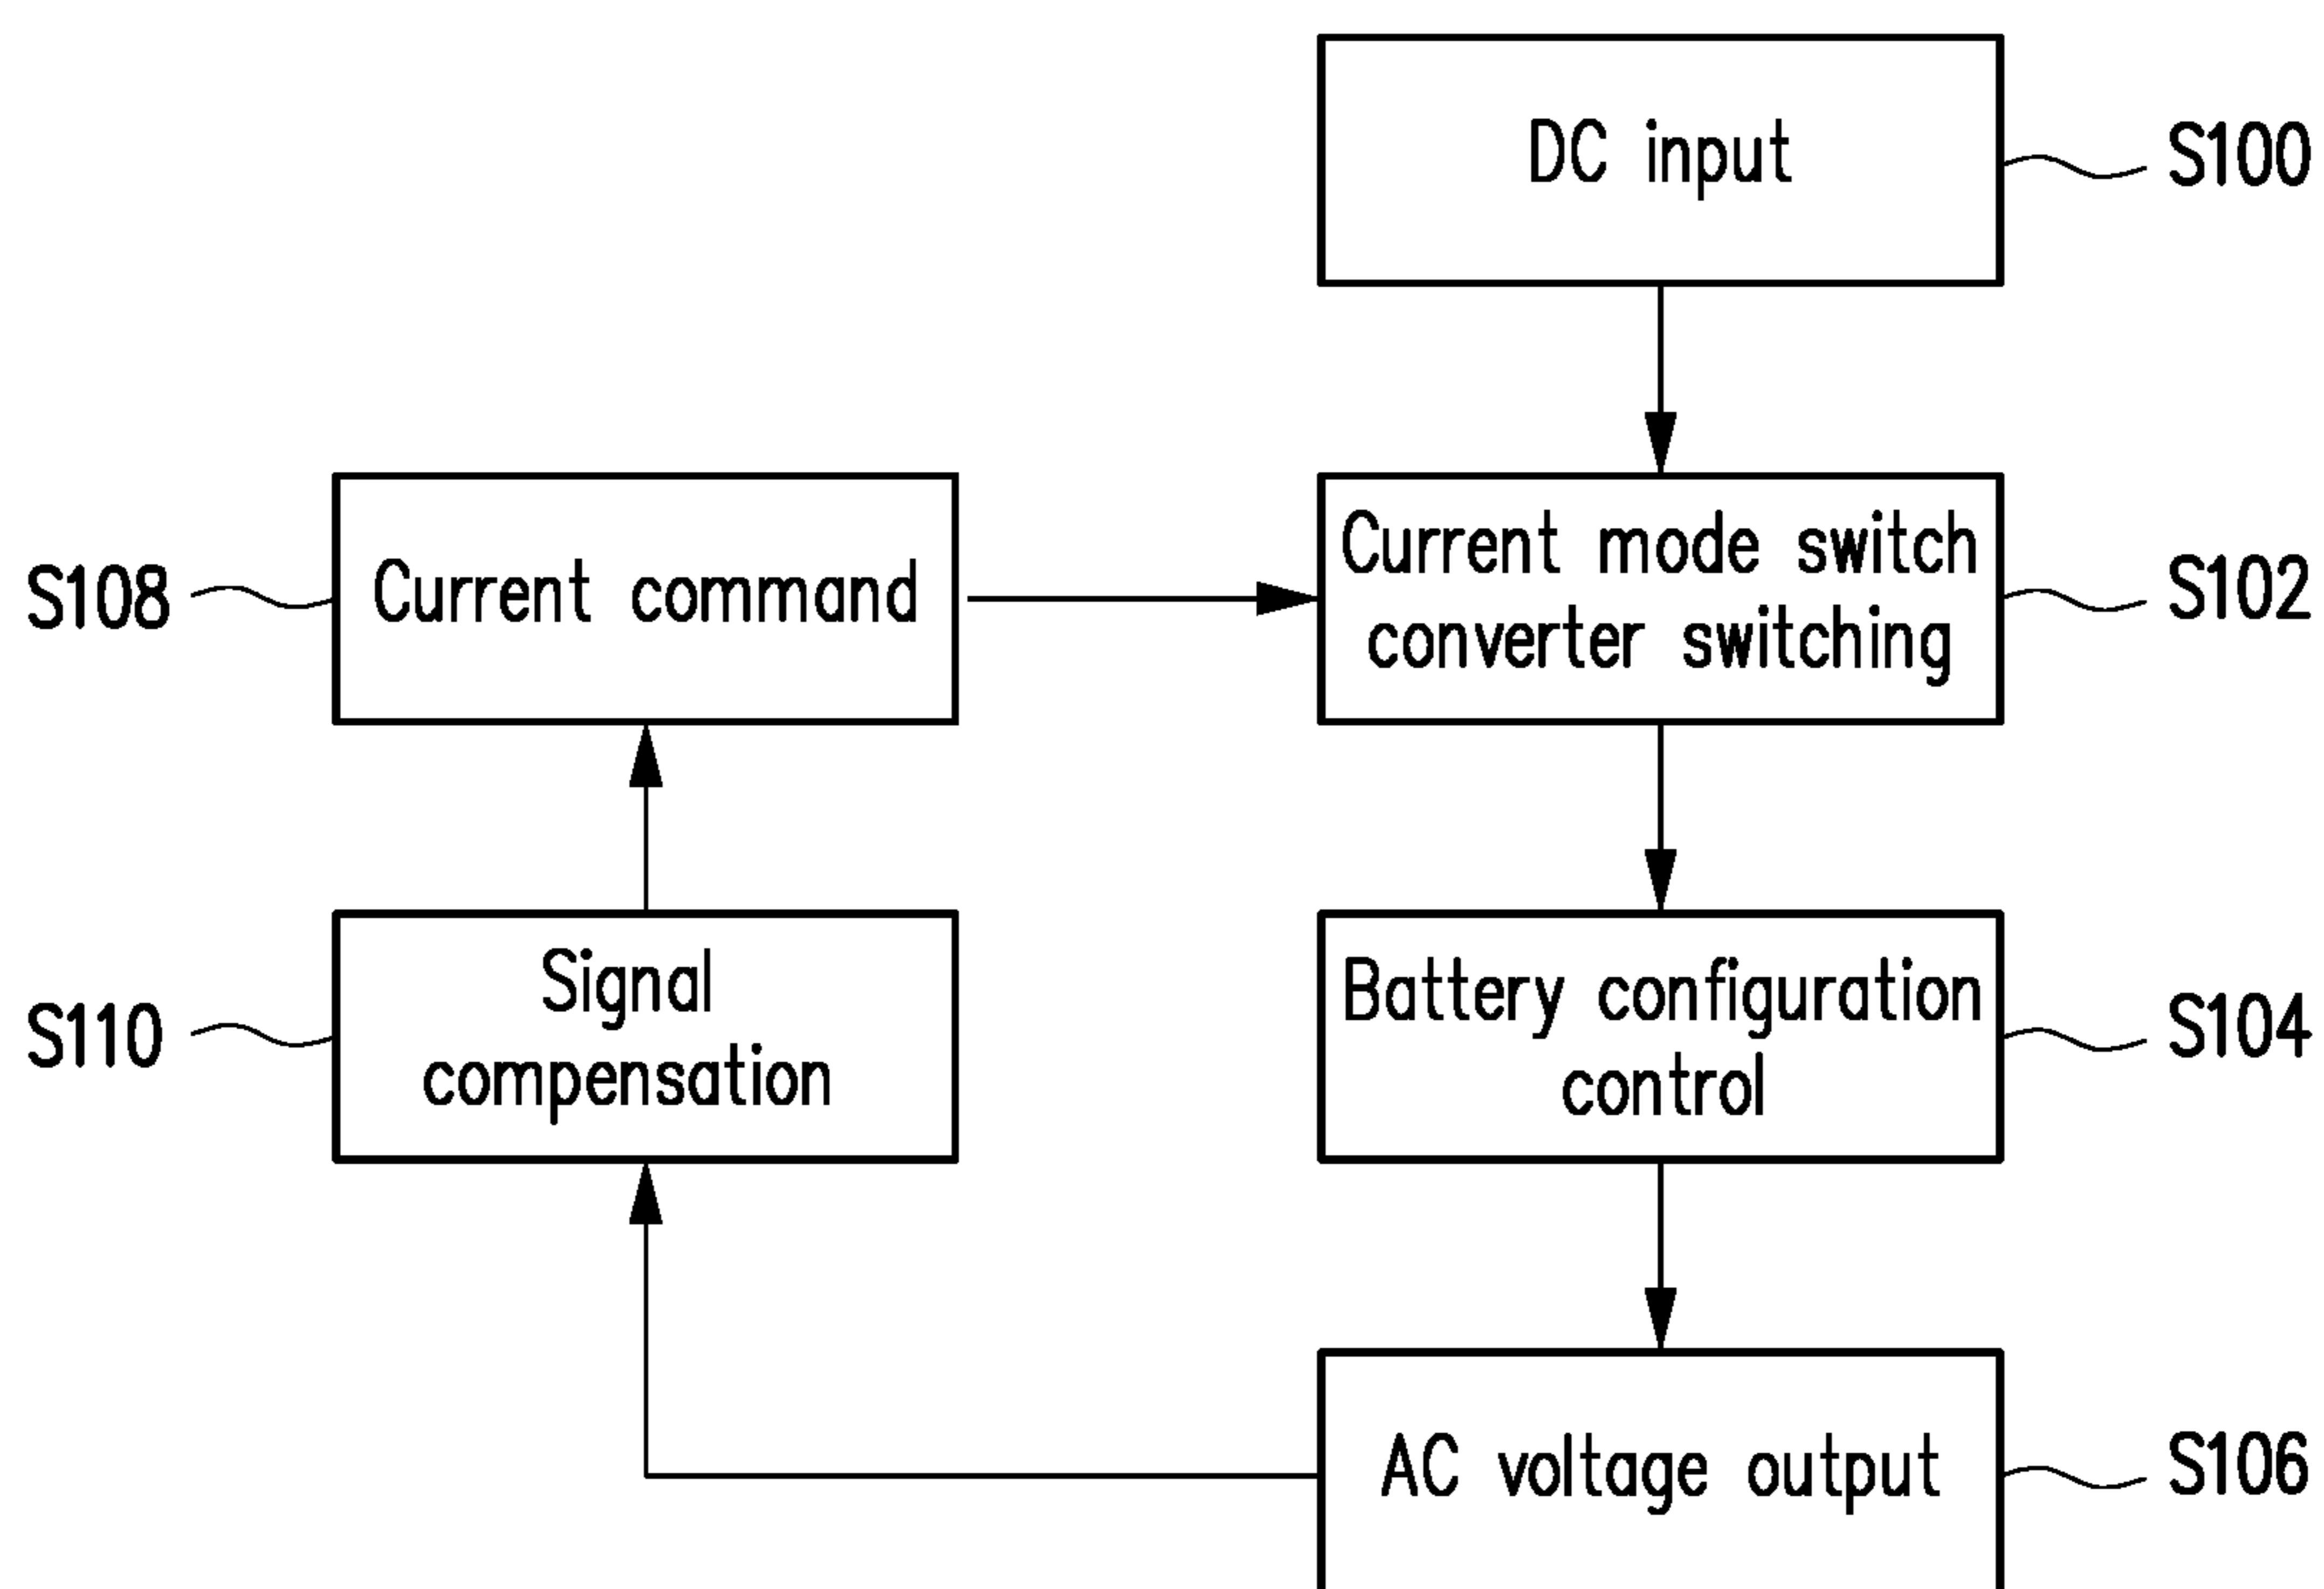 DC input
S100
Current command
S108
Current mode switch
converter switching
S102
Signal
compensation
S110
Battery configuration
control
S104
AC voltage output
S106